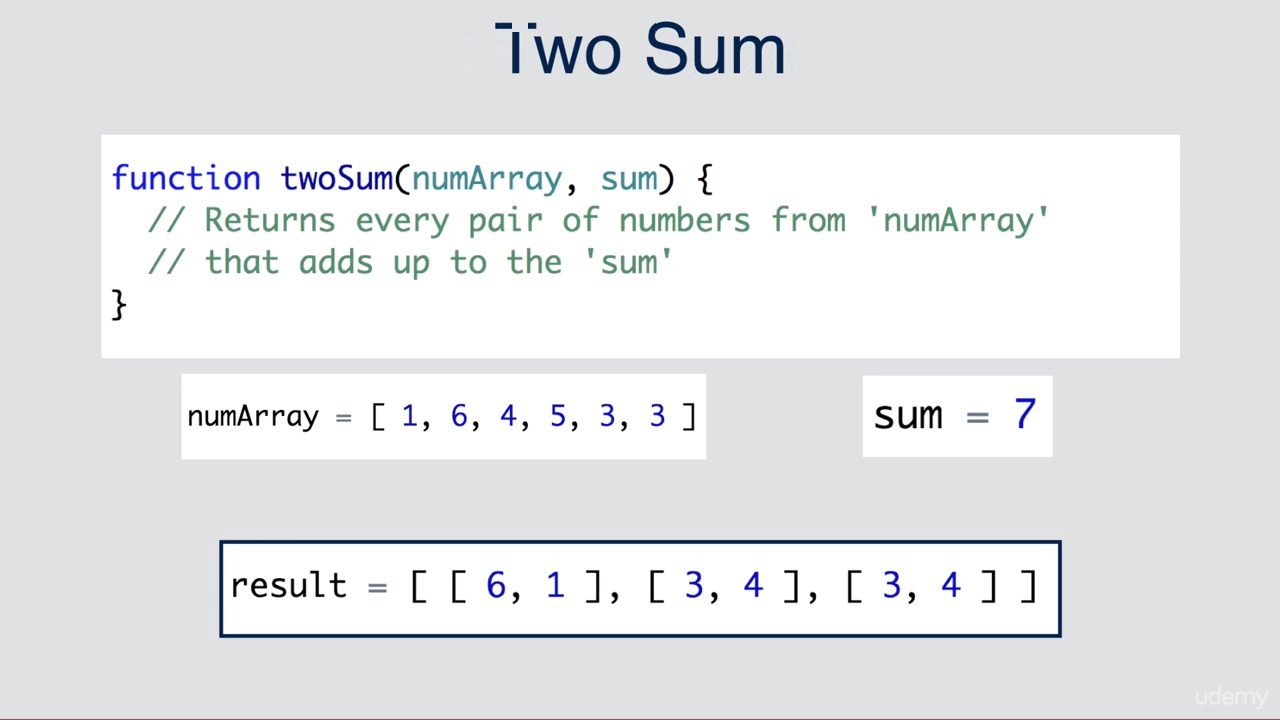 Two Sum
function twoSum(numArray, sum) {
// Returns every pair of numbers from 'numArray'
// that adds up to the 'sum'
}
numArray = [ 1, 6, 4, 5, 3, 3 ]
sum = 7
result = [ [ 6, 1 ], [ 3, 4 ], [ 3, 4 ] ]
udemy